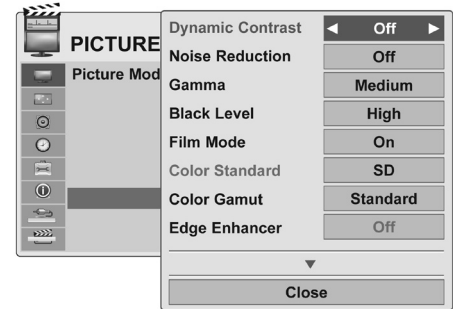 PICTURE
Picture Mod
Dynamic Contrast ◀ Off ▶
Noise Reduction Off
Gamma Medium
Black Level High
Film Mode On
Color Standard SD
Color Gamut Standard
Edge Enhancer Off
▼
Close